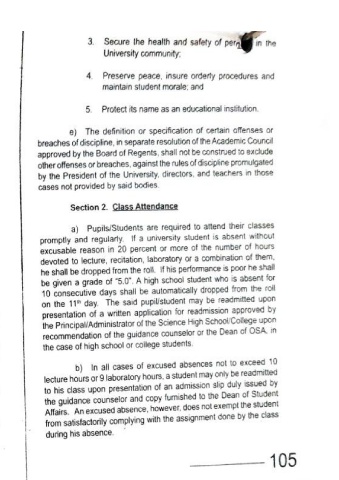 3. Secure the health and safety of in the
University community;
4. Preserve peace, insure orderly procedures and
maintain student morale; and
5. Protect its name as an educational institution.
e) The definition or specification of certain offenses or
breaches of discipline, in separate resolution of the Academic Council
approved by the Board of Regents, shall not be construed to exclude
other offenses or breaches, against the rules of discipline promulgated
by the President of the University, directors, and teachers in those
cases not provided by said bodies.
Section 2. Class Attendance
a) Pupils/Students are required to attend their classes
promptly and regularly. If a university student is absent without
excusable reason in 20 percent or more of the number of hours
devoted to lecture, recitation, laboratory or a combination of them,
he shall be dropped from the roll. If his performance is poor he shall
be given a grade of "5.0". A high school student who is absent for
10 consecutive days shall be automatically dropped from the roll
on the 11th day. The said pupil/student may be readmitted upon
presentation of a written application for readmission approved by
the Principal/Administrator of the Science High School/College upon
recommendation of the guidance counselor or the Dean of OSA, in
the case of high school or college students.
b) In all cases of excused absences not to exceed 10
lecture hours or 9 laboratory hours, a student may only be readmitted
to his class upon presentation of an admission slip duly issued by
the guidance counselor and copy furnished to the Dean of Student
Affairs. An excused absence, however, does not exempt the student
from satisfactorily complying with the assignment done by the class
during his absence.
105